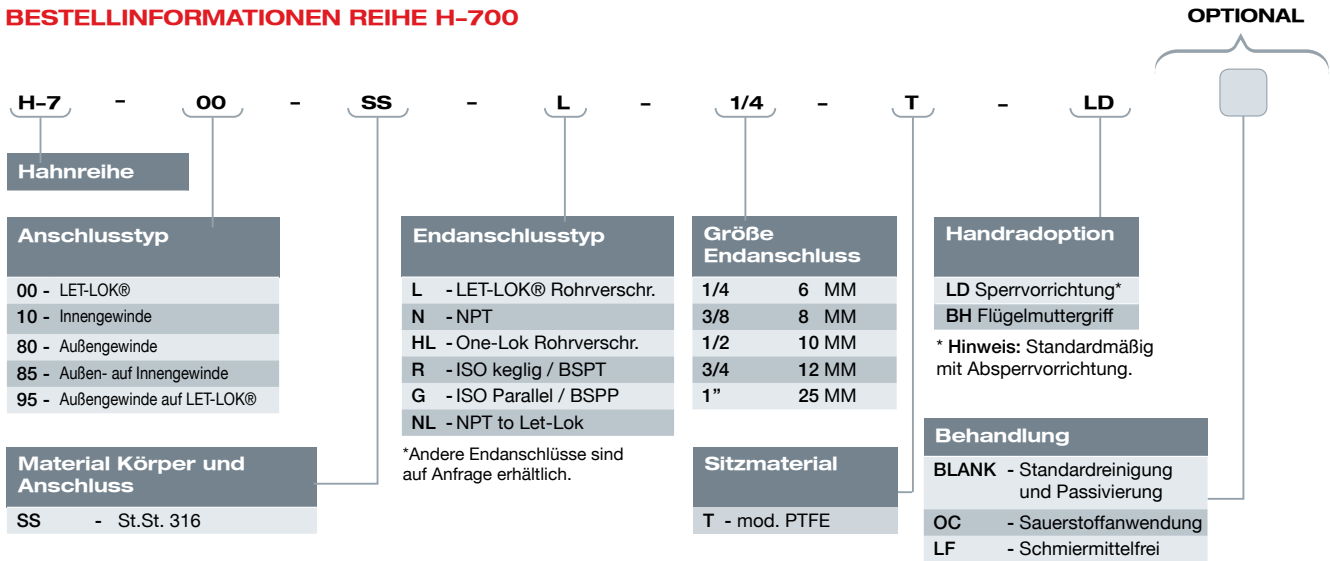 BESTELLINFORMATIONEN REIHE H-700
OPTIONAL
H-7 - 00 - SS - L - 1/4 - T - LD
Hahnreihe
Anschlusstyp
00 - LET-LOK®
10 - Innengewinde
80 - Außengewinde
85 - Außen- auf Innengewinde
95 - Außengewinde auf LET-LOK®
Material Körper und
Anschluss
SS - St.St. 316
Endanschlusstyp
L - LET-LOK® Rohrverschr.
N - NPT
HL - One-Lok Rohrverschr.
R - ISO keglig / BSPT
G - ISO Parallel / BSPP
NL - NPT to Let-Lok
*Andere Endanschlüsse sind
auf Anfrage erhältlich.
Größe
Endanschluss
1/4 6 MM
3/8 8 MM
1/2 10 MM
3/4 12 MM
1” 25 MM
Sitzmaterial
T - mod. PTFE
Handradoption
LD Sperrvorrichtung*
BH Flügelmuttergriff
* Hinweis: Standardmäßig
mit Absperrvorrichtung.
Behandlung
BLANK - Standardreinigung
und Passivierung
OC - Sauerstoffanwendung
LF - Schmiermittelfrei